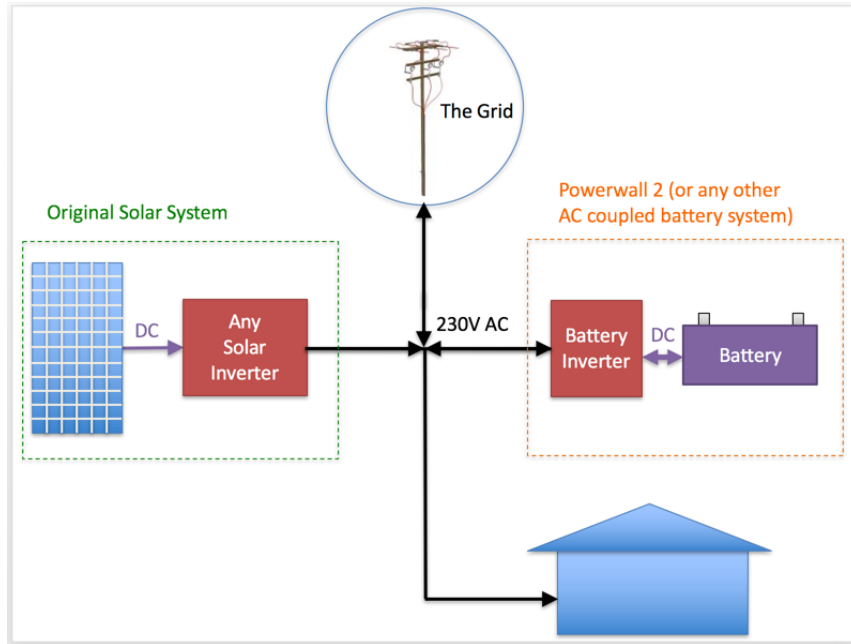 The Grid
Original Solar System
Powerwall 2 (or any other
AC coupled battery system)
DC
Any
Solar
Inverter
230V AC
Battery
Inverter
DC
Battery